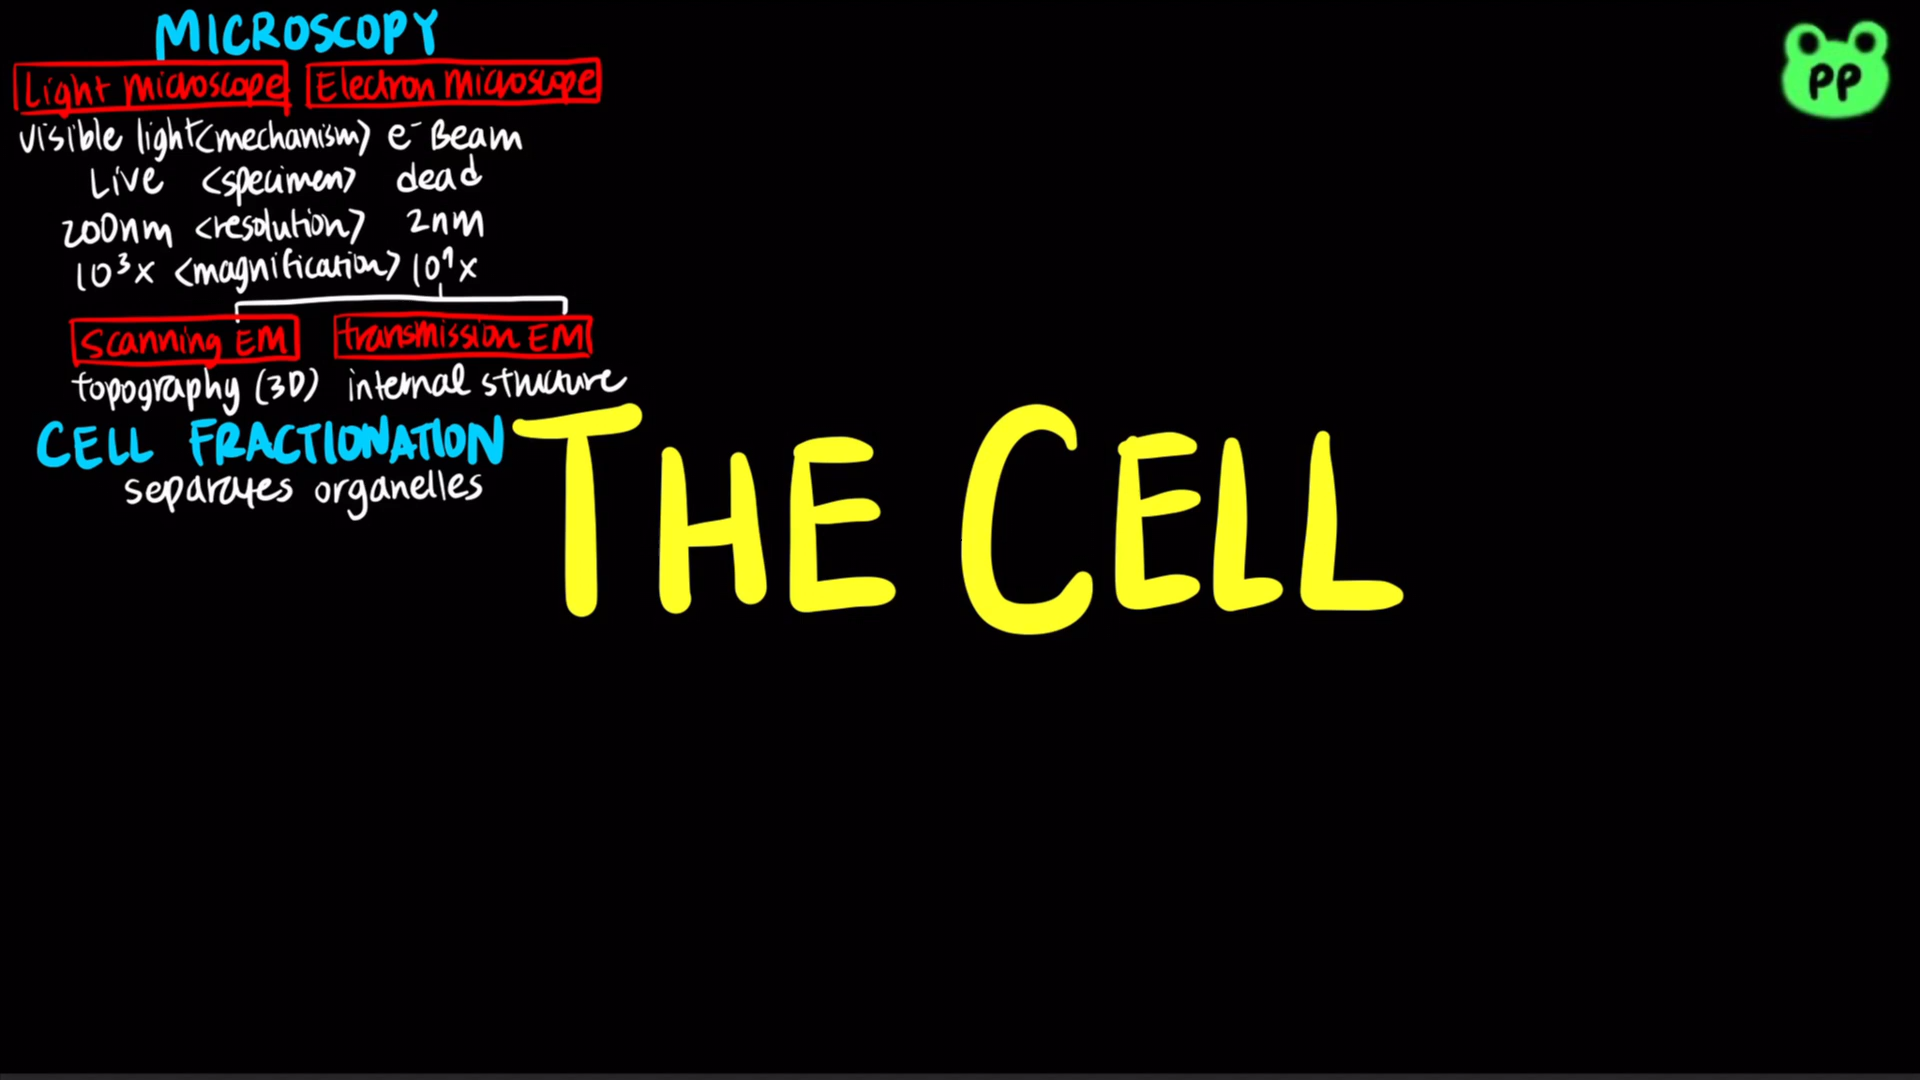 MICROSCOPY
Light microscope Electron microscope
visible light <mechanism> e⁻ Beam
Live <specimen> dead
200nm <resolution> 2nm
10³x <magnification> 10⁹x
Scanning EM transmission EM
topography (3D) internal structure
CELL FRACTIONATION
separates organelles
THE CELL
PP